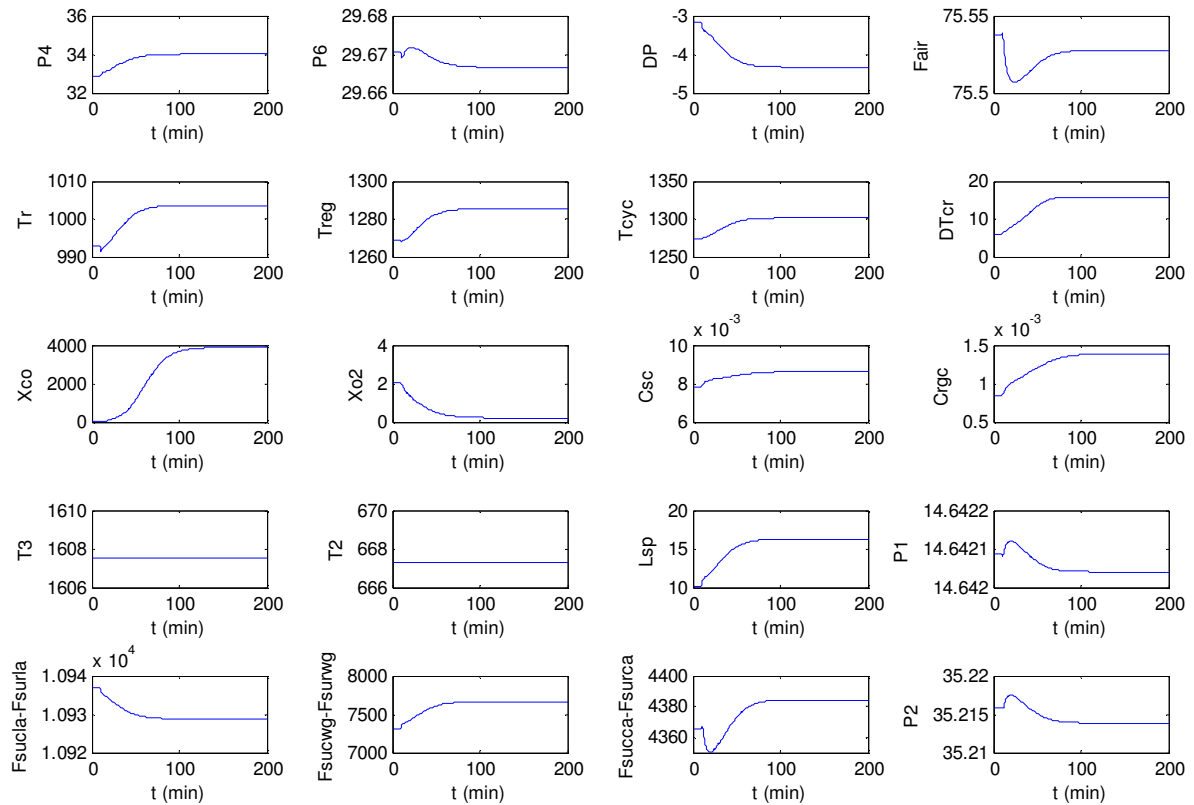 36
34
32
P4
0 100 200
t (min)
29.68
29.67
29.66
P6
0 100 200
t (min)
-3
-4
-5
DP
0 100 200
t (min)
75.55
75.5
Fair
0 100 200
t (min)
1010
1000
990
Tr
0 100 200
t (min)
1300
1280
1260
Treg
0 100 200
t (min)
1350
1300
1250
Tcyc
0 100 200
t (min)
20
10
0
DTcr
0 100 200
t (min)
4000
2000
0
Xco
0 100 200
t (min)
4
2
0
Xo2
0 100 200
t (min)
x 10^-3
10
8
6
Csc
0 100 200
t (min)
x 10^-3
1.5
1
0.5
Crgc
0 100 200
t (min)
1610
1608
1606
T3
0 100 200
t (min)
670
668
666
T2
0 100 200
t (min)
20
15
10
Lsp
0 100 200
t (min)
14.6422
14.6421
14.642
P1
0 100 200
t (min)
x 10^4
1.094
1.093
1.092
Fsucla-Fsurla
0 100 200
t (min)
8000
7500
7000
Fsucwg-Fsurwg
0 100 200
t (min)
4400
4380
4360
Fsucca-Fsurca
0 100 200
t (min)
35.22
35.215
35.21
P2
0 100 200
t (min)